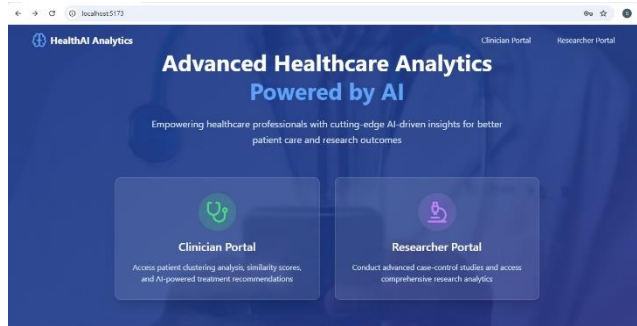 localhost:5173
HealthAI Analytics
Clinician Portal
Researcher Portal
Advanced Healthcare Analytics
Powered by AI
Empowering healthcare professionals with cutting-edge AI-driven insights for better
patient care and research outcomes
Clinician Portal
Access patient clustering analysis, similarity scores,
and AI-powered treatment recommendations
Researcher Portal
Conduct advanced case-control studies and access
comprehensive research analytics